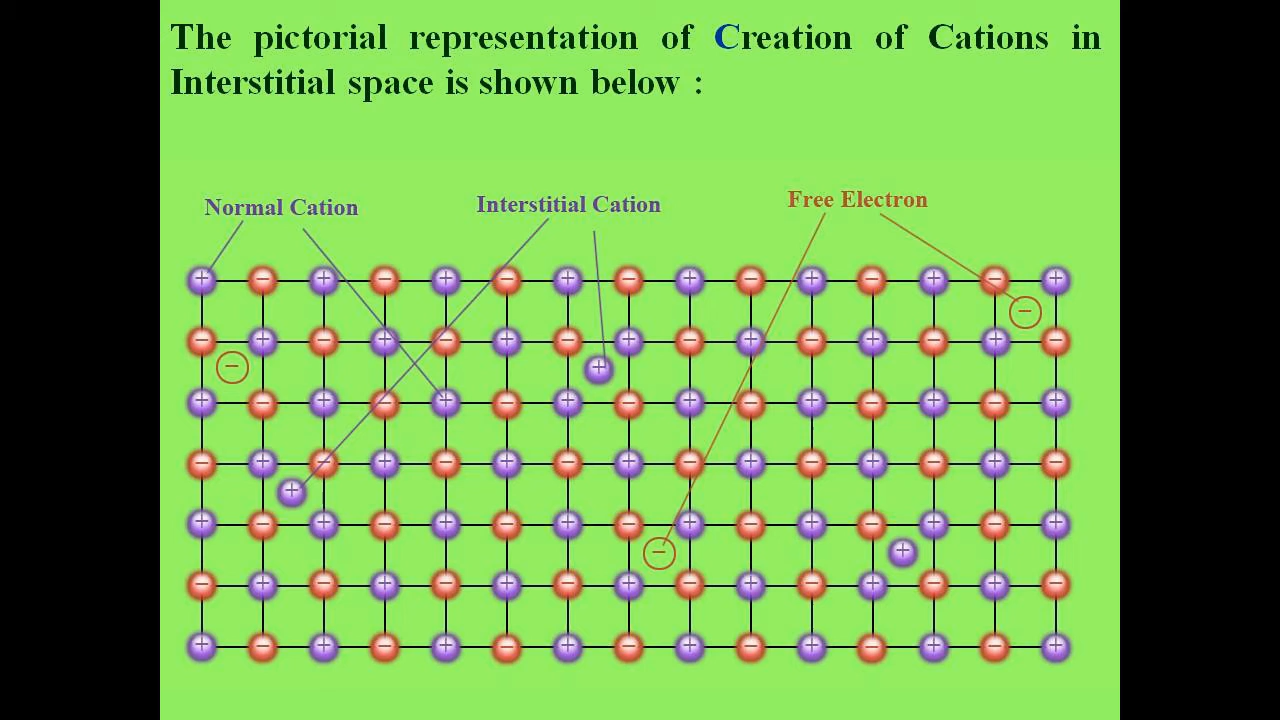 The pictorial representation of Creation of Cations in
Interstitial space is shown below :
Normal Cation
Interstitial Cation
Free Electron